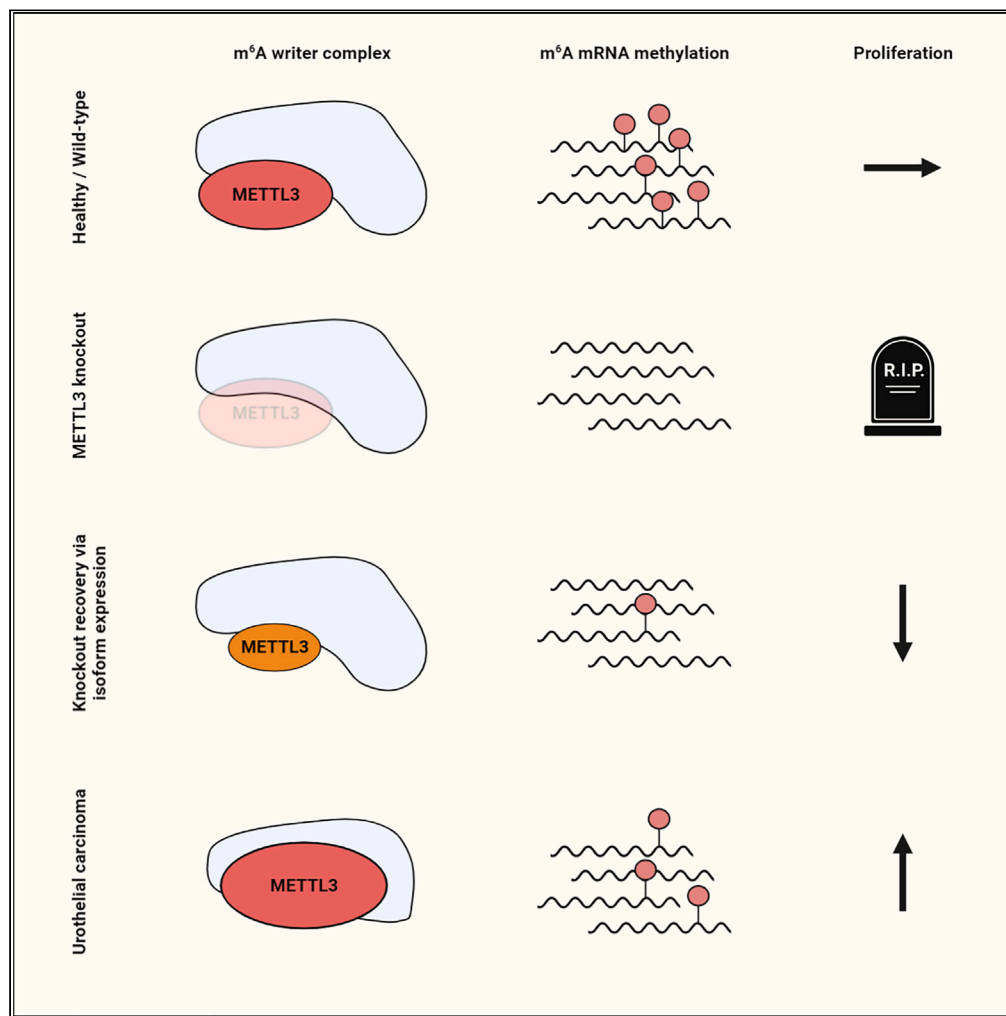 m⁶A writer complex
m⁶A mRNA methylation
Proliferation
Healthy / Wild-type
METTL3
METTL3 knockout
METTL3
R.I.P.
Knockout recovery via
isoform expression
METTL3
Urothelial carcinoma
METTL3